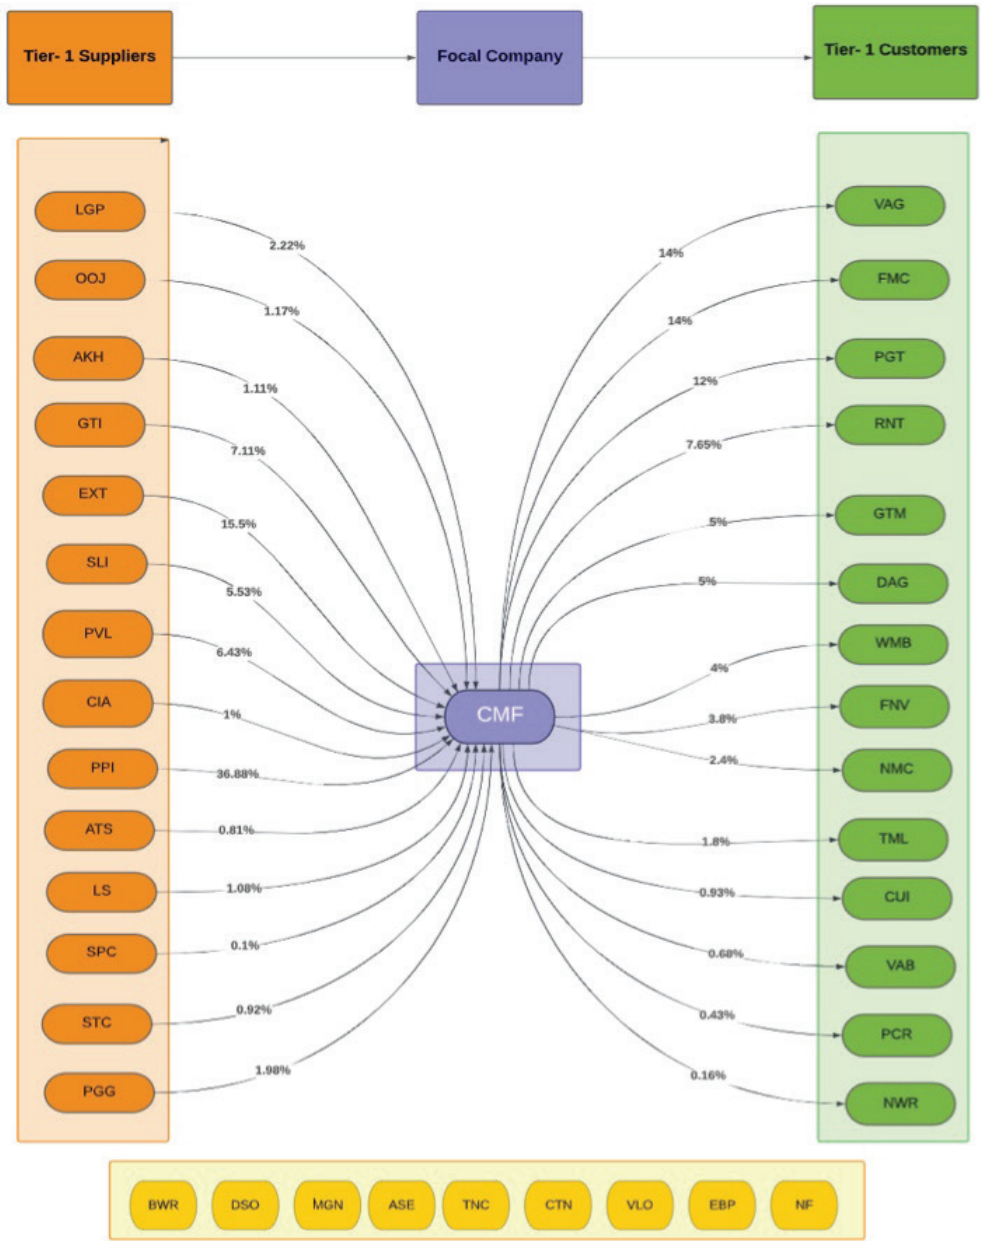 Tier- 1 Suppliers
Focal Company
Tier- 1 Customers
LGP
OOJ
AKH
GTI
EXT
SLI
PVL
CIA
PPI
ATS
LS
SPC
STC
PGG
2.22%
1.17%
1.11%
7.11%
15.5%
5.53%
6.43%
1%
36.88%
0.81%
1.08%
0.1%
0.92%
1.98%
CMF
14%
14%
12%
7.65%
5%
5%
4%
3.8%
2.4%
1.8%
0.93%
0.68%
0.43%
0.16%
VAG
FMC
PGT
RNT
GTM
DAG
WMB
FNV
NMC
TML
CUI
VAB
PCR
NWR
BWR
DSO
MGN
ASE
TNC
CTN
VLO
EBP
NF